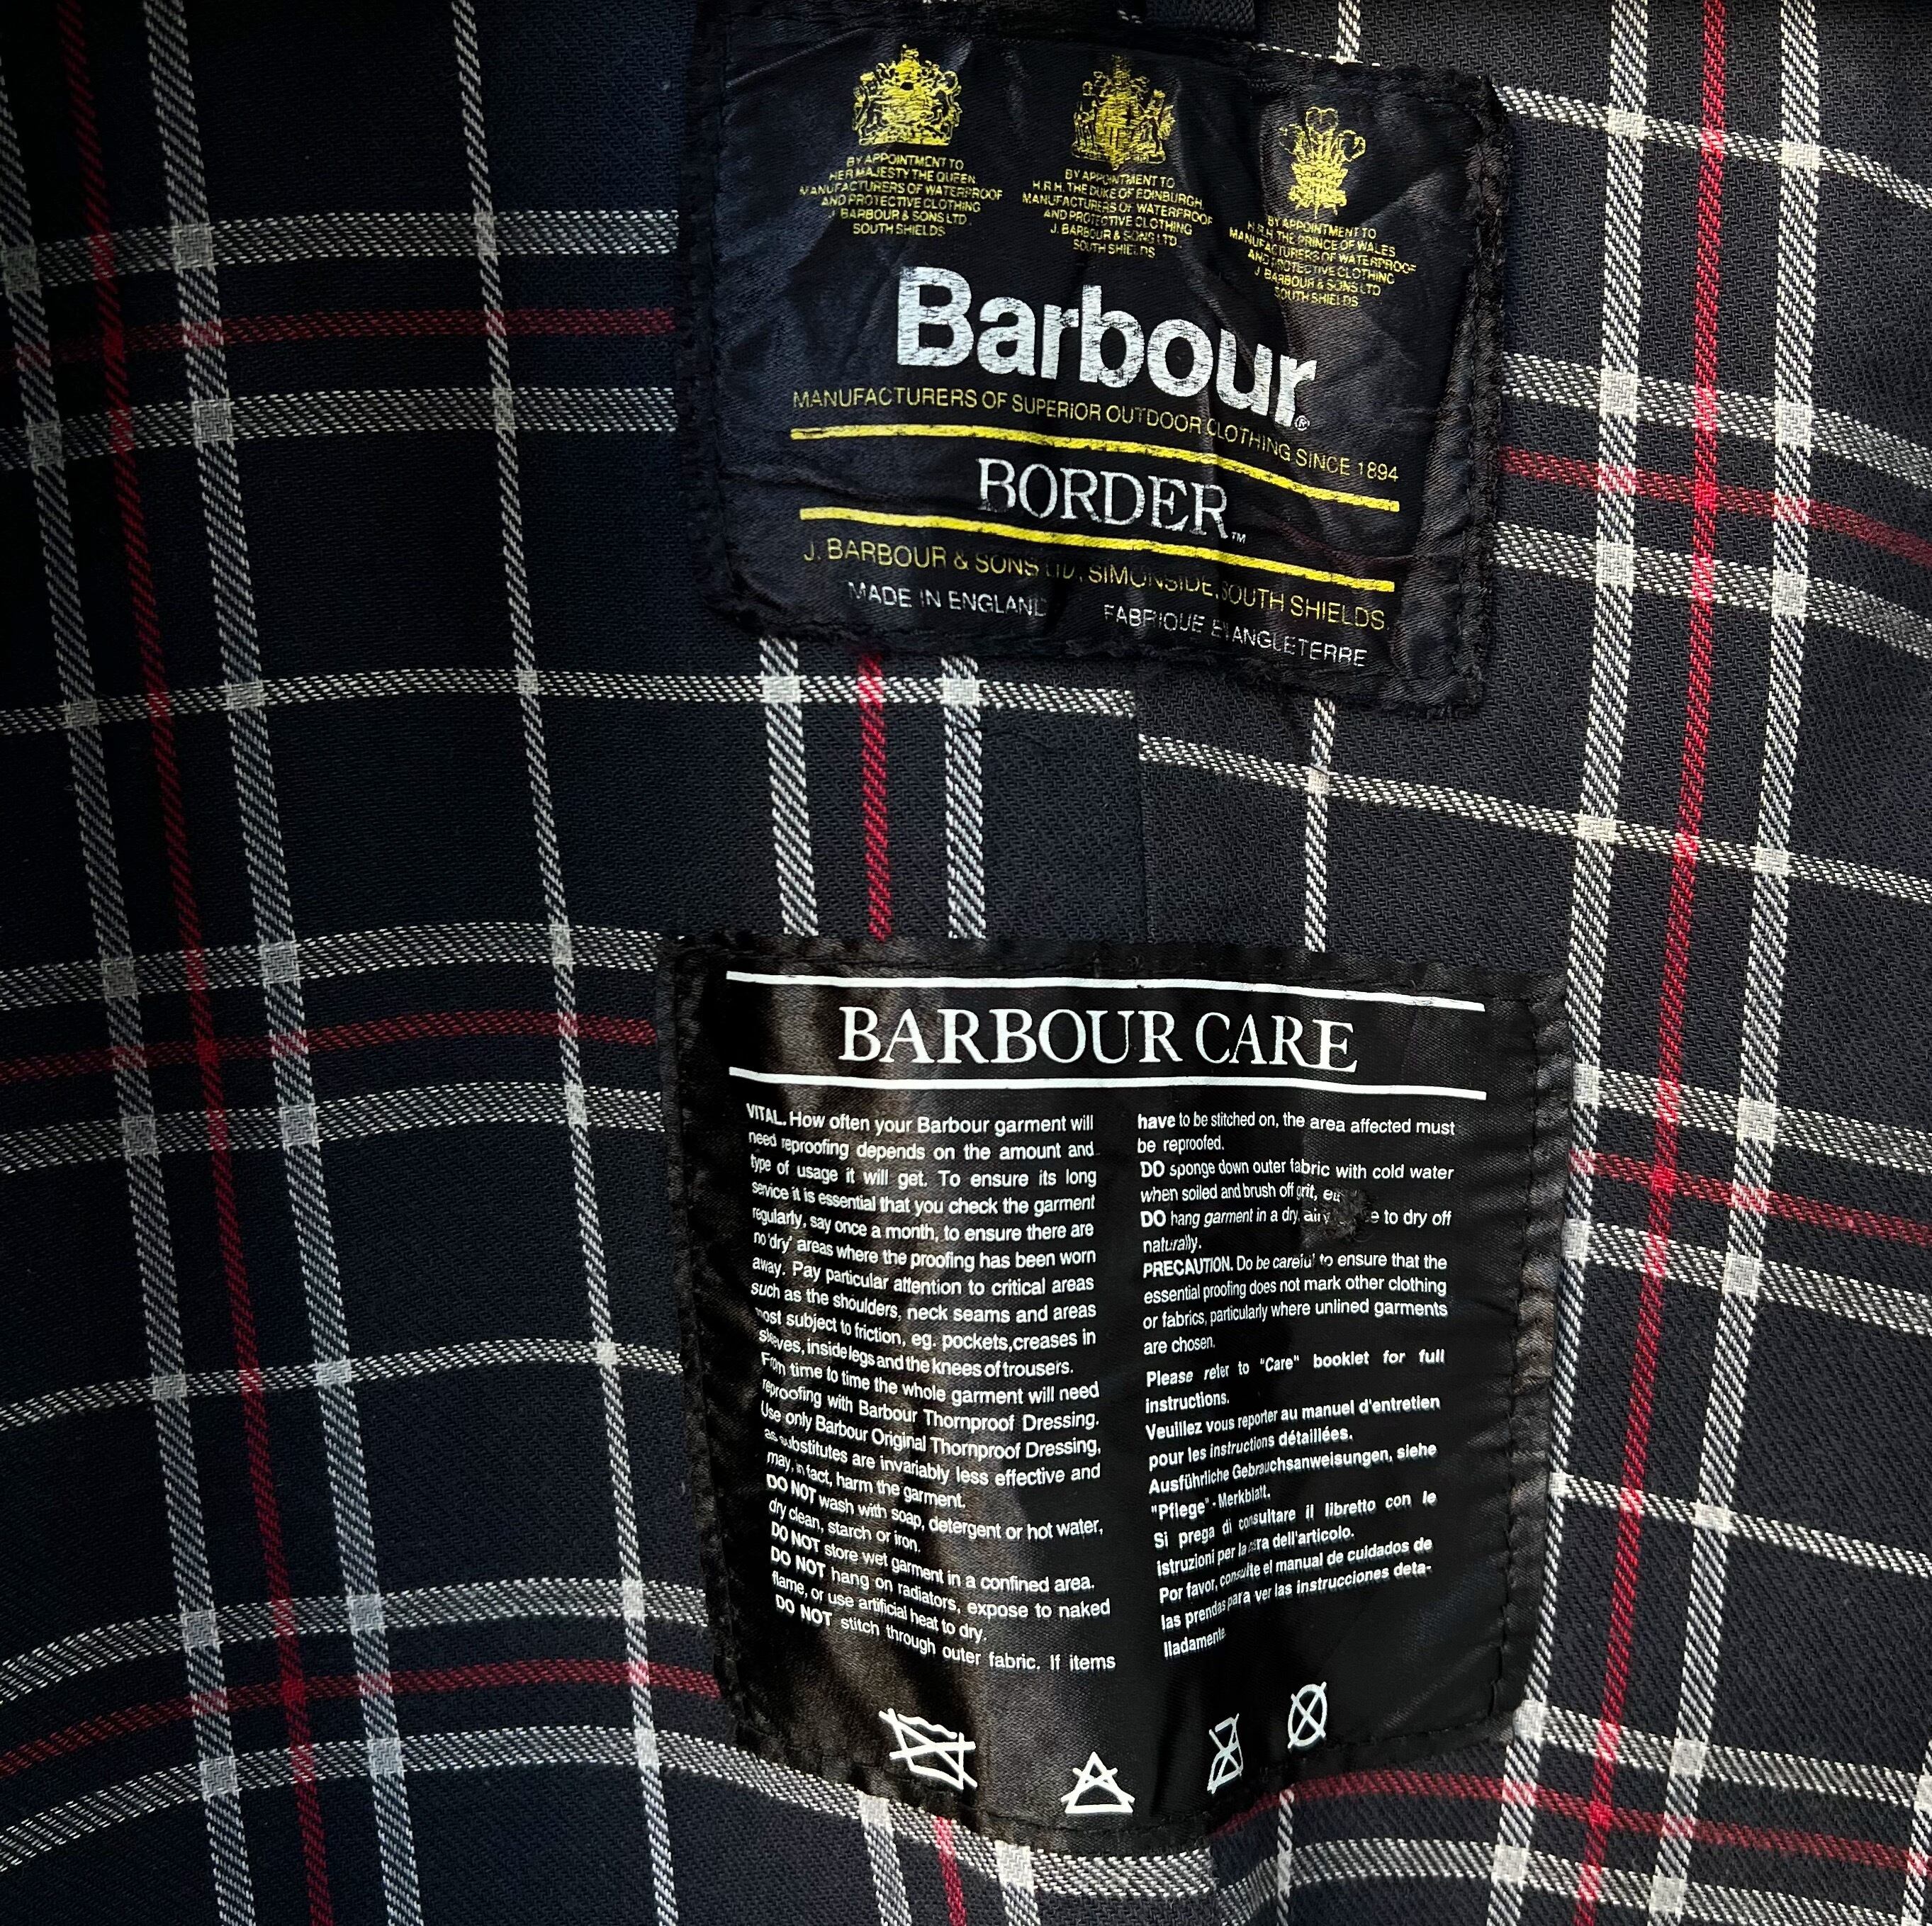 BY APPOINTMENT TO
HER MAJESTY THE QUEEN
MANUFACTURERS OF WATERPROOF
AND PROTECTIVE CLOTHING
J. BARBOUR & SONS LTD.
SOUTH SHIELDS
BY APPOINTMENT TO
H.R.H. THE DUKE OF EDINBURGH
MANUFACTURERS OF WATERPROOF
AND PROTECTIVE CLOTHING
J. BARBOUR & SONS LTD.
SOUTH SHIELDS
BY APPOINTMENT TO
H.R.H. THE PRINCE OF WALES
MANUFACTURERS OF WATERPROOF
AND PROTECTIVE CLOTHING
J BARBOUR & SONS LTD
SOUTH SHIELDS
Barbour®
MANUFACTURERS OF SUPERIOR OUTDOOR CLOTHING SINCE 1894
BORDER™
J. BARBOUR & SONS LTD, SIMONSIDE, SOUTH SHIELDS.
MADE IN ENGLAND FABRIQUE EN ANGLETERRE
BARBOUR CARE
VITAL. How often your Barbour garment will
need reproofing depends on the amount and
type of usage it will get. To ensure its long
service it is essential that you check the garment
regularly, say once a month, to ensure there are
no 'dry' areas where the proofing has been worn
away. Pay particular attention to critical areas
such as the shoulders, neck seams and areas
most subject to friction, eg. pockets, creases in
sleeves, inside legs and the knees of trousers.
From time to time the whole garment will need
reproofing with Barbour Thornproof Dressing.
Use only Barbour Original Thornproof Dressing,
as substitutes are invariably less effective and
may, in fact, harm the garment.
DO NOT wash with soap, detergent or hot water,
dry clean, starch or iron.
DO NOT store wet garment in a confined area.
DO NOT hang on radiators, expose to naked
flame, or use artificial heat to dry.
DO NOT stitch through outer fabric. If items
have to be stitched on, the area affected must
be reproofed.
DO sponge down outer fabric with cold water
when soiled and brush off grit,
DO hang garment in a dry, to dry off
naturally.
PRECAUTION. Do be careful to ensure that the
essential proofing does not mark other clothing
or fabrics, particularly where unlined garments
are chosen.
Please refer to "Care" booklet for full
instructions.
Veuillez vous reporter au manuel d'entretien
pour les instructions détaillées.
Ausführliche Gebrauchsanweisungen, siehe
"Pflege" - Merkblatt.
Si prega di consultare il libretto con le
istruzioni per la dell'articolo.
Por favor, consulte el manual de cuidados de
las prendas para ver las instrucciones deta-
lladamente